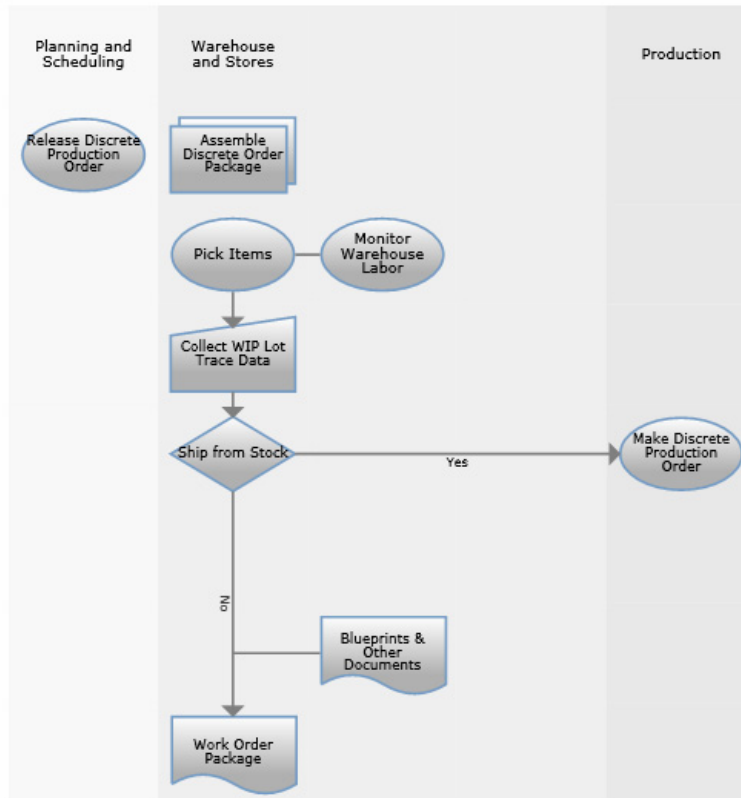 Planning and
Scheduling
Warehouse
and Stores
Production
Release Discrete
Production
Order
Assemble
Discrete Order
Package
Pick Items
Monitor
Warehouse
Labor
Collect WIP Lot
Trace Data
Ship from Stock
Yes
Make Discrete
Production
Order
No
Blueprints &
Other
Documents
Work Order
Package